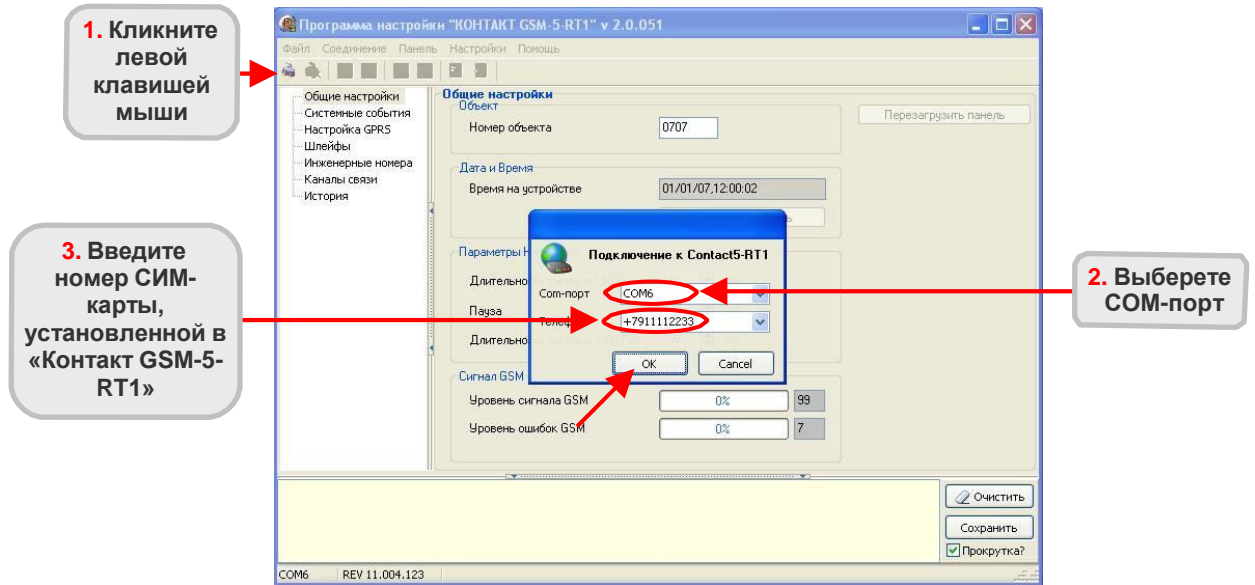 1. Кликните
левой
клавишей
мыши
Программа настройки "КОНТАКТ GSM-5-RT1" v 2.0.051
Файл Соединение Панель Настройки Помощь
Общие настройки
Системные события
Настройка GPRS
Шлейфы
Инженерные номера
Каналы связи
История
Общие настройки
Объект
Номер объекта 0707
Перезагрузить панель
Дата и Время
Время на устройстве 01/01/07,12:00:02
3. Введите
номер СИМ-
карты,
установленной в
«Контакт GSM-5-
RT1»
Параметры
Длительно
Пауза
Длительно
Подключение к Contact5-RT1
Com-порт COM6
+7911112233
OK Cancel
2. Выберете
COM-порт
Сигнал GSM
Уровень сигнала GSM 0% 99
Уровень ошибок GSM 0% 7
Очистить
Сохранить
Прокрутка?
COM6 REV 11.004.123